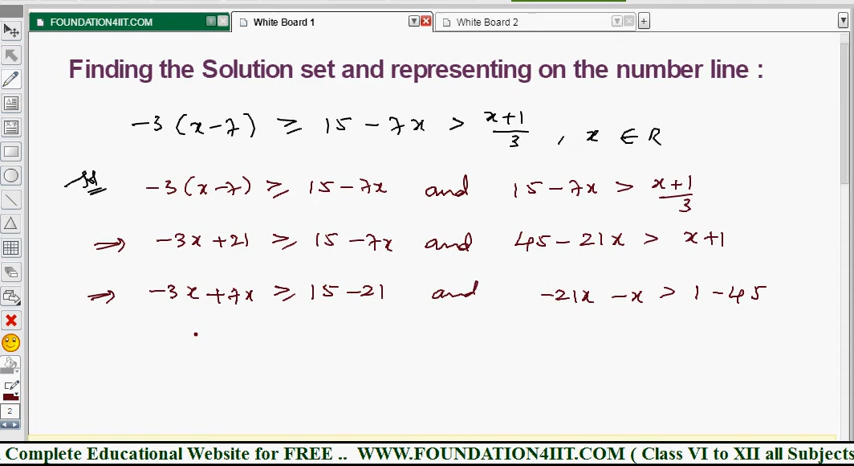 FOUNDATION4IIT.COM White Board 1 White Board 2
Finding the Solution set and representing on the number line :
-3 (x-7) ≥ 15 - 7x > (x+1)/3 , x ∈ R
Sol
-3(x-7) ≥ 15-7x and 15-7x > (x+1)/3
⇒ -3x +21 ≥ 15-7x and 45-21x > x+1
⇒ -3x +7x ≥ 15-21 and -21x -x > 1-45
2
Complete Educational Website for FREE .. WWW.FOUNDATION4IIT.COM ( Class VI to XII all Subjects